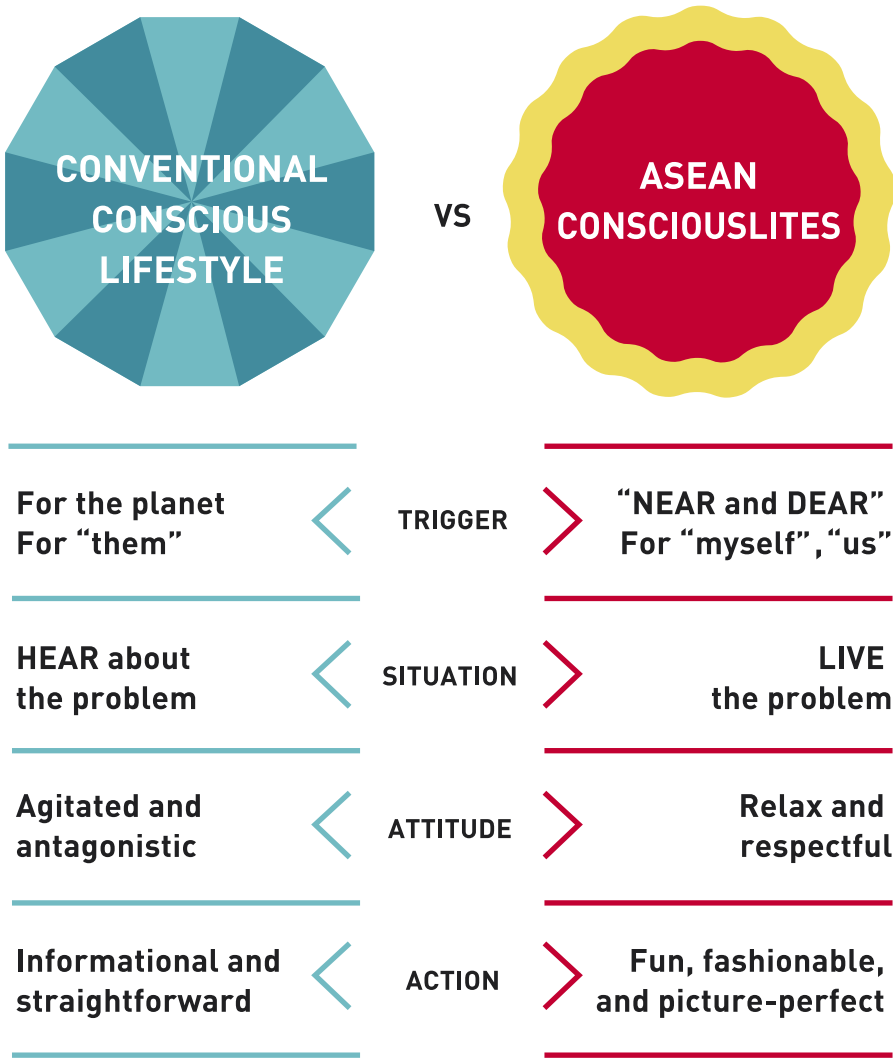 CONVENTIONAL
CONSCIOUS
LIFESTYLE
VS
ASEAN
CONSCIOUSLITES
For the planet
For “them”
TRIGGER
“NEAR and DEAR”
For “myself”, “us”
HEAR about
the problem
SITUATION
LIVE
the problem
Agitated and
antagonistic
ATTITUDE
Relax and
respectful
Informational and
straightforward
ACTION
Fun, fashionable,
and picture-perfect